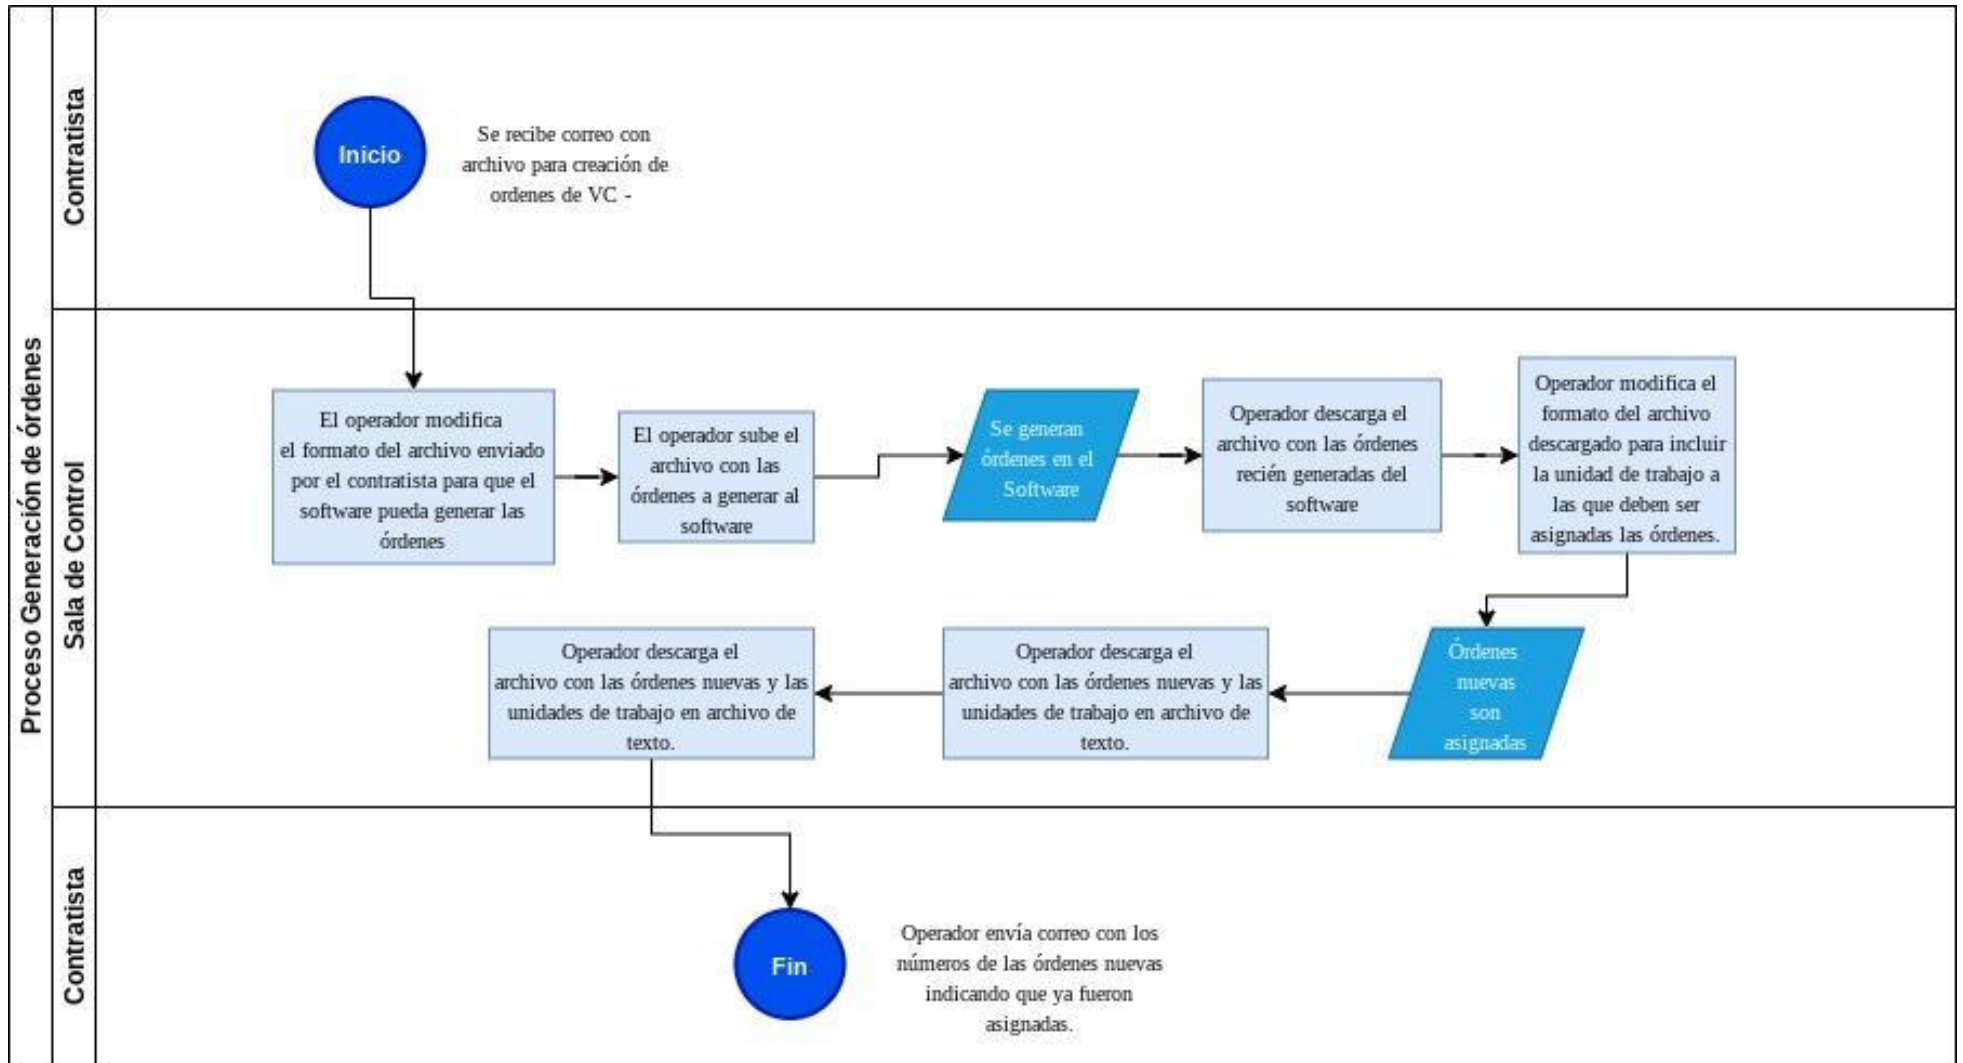 Proceso Generación de órdenes
Contratista
Inicio
Se recibe correo con
archivo para creación de
ordenes de VC -
Sala de Control
El operador modifica
el formato del archivo enviado
por el contratista para que el
software pueda generar las
órdenes
El operador sube el
archivo con las
órdenes a generar al
software
Se generan
órdenes en el
Software
Operador descarga el
archivo con las órdenes
recién generadas del
software
Operador modifica el
formato del archivo
descargado para incluir
la unidad de trabajo a
las que deben ser
asignadas las órdenes.
Órdenes
nuevas
son
asignadas
Operador descarga el
archivo con las órdenes nuevas y las
unidades de trabajo en archivo de
texto.
Operador descarga el
archivo con las órdenes nuevas y las
unidades de trabajo en archivo de
texto.
Contratista
Fin
Operador envía correo con los
números de las órdenes nuevas
indicando que ya fueron
asignadas.